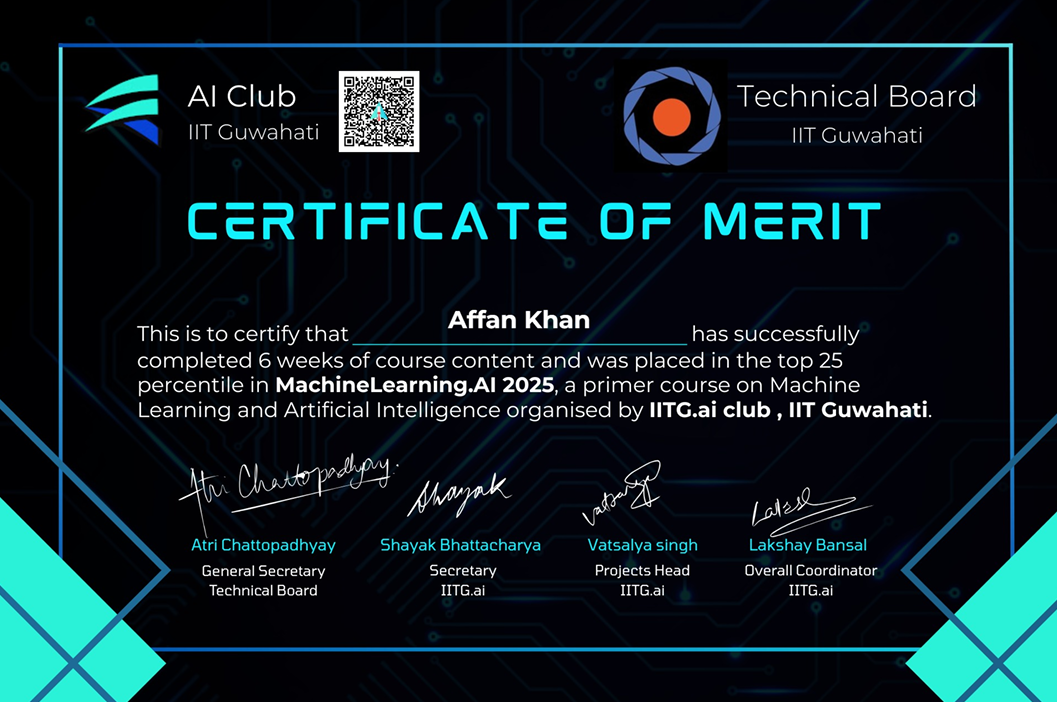 AI Club
IIT Guwahati
Technical Board
IIT Guwahati
CERTIFICATE OF MERIT
This is to certify that Affan Khan has successfully
completed 6 weeks of course content and was placed in the top 25
percentile in MachineLearning.AI 2025, a primer course on Machine
Learning and Artificial Intelligence organised by IITG.ai club , IIT Guwahati.
Atri Chattopadhyay. Shayak Vatsalya Lakshay
Atri Chattopadhyay Shayak Bhattacharya Vatsalya singh Lakshay Bansal
General Secretary Secretary Projects Head Overall Coordinator
Technical Board IITG.ai IITG.ai IITG.ai